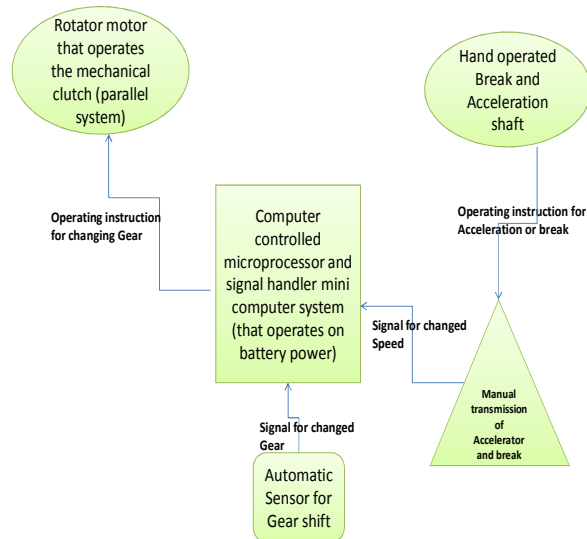 Rotator motor
that operates
the mechanical
clutch (parallel
system)
Hand operated
Break and
Acceleration
shaft
Operating instruction
for changing Gear
Operating instruction for
Acceleration or break
Computer
controlled
microprocessor and
signal handler mini
computer system
(that operates on
battery power)
Signal for changed
Speed
Manual
transmission
of
Accelerator
and break
Signal for changed
Gear
Automatic
Sensor for
Gear shift